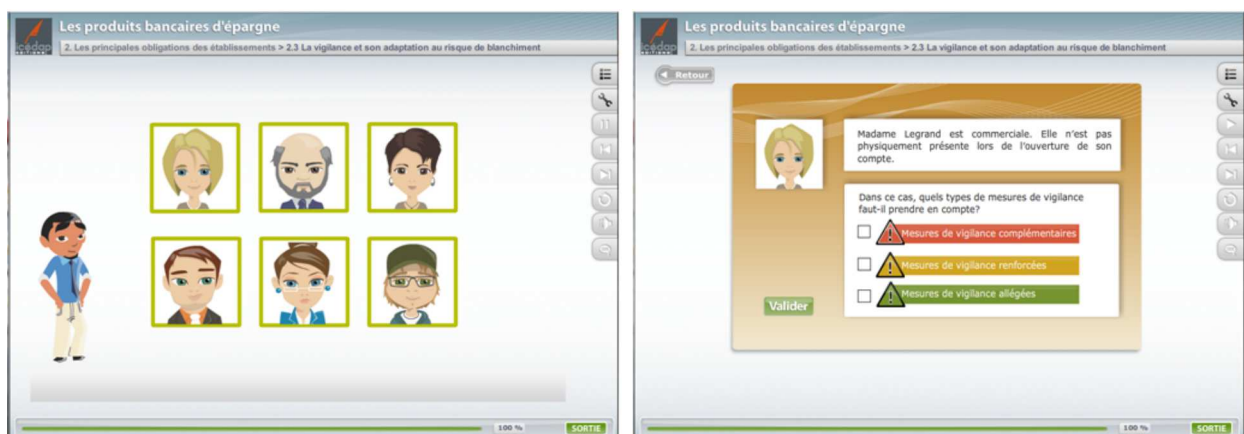 Les produits bancaires d'épargne
icédap
2. Les principales obligations des établissements > 2.3 La vigilance et son adaptation au risque de blanchiment
100 %
SORTIE
Les produits bancaires d'épargne
icédap
2. Les principales obligations des établissements > 2.3 La vigilance et son adaptation au risque de blanchiment
Retour
Madame Legrand est commerciale. Elle n'est pas
physiquement présente lors de l'ouverture de son
compte.
Dans ce cas, quels types de mesures de vigilance
faut-il prendre en compte?
Mesures de vigilance complémentaires
Mesures de vigilance renforcées
Mesures de vigilance allégées
Valider
100 %
SORTIE